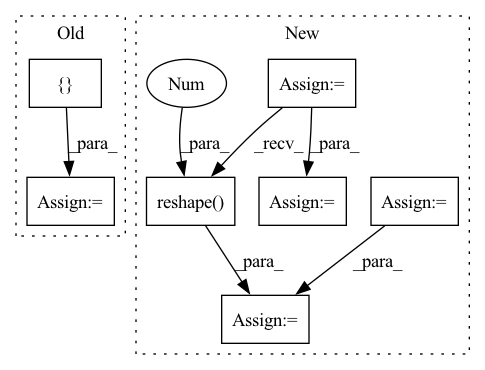 Old
New
{}
Num
Assign:=
_para_
_para_
_recv_
_para_
Assign:=
reshape()
Assign:=
Assign:=
_para_
_para_
Assign:=